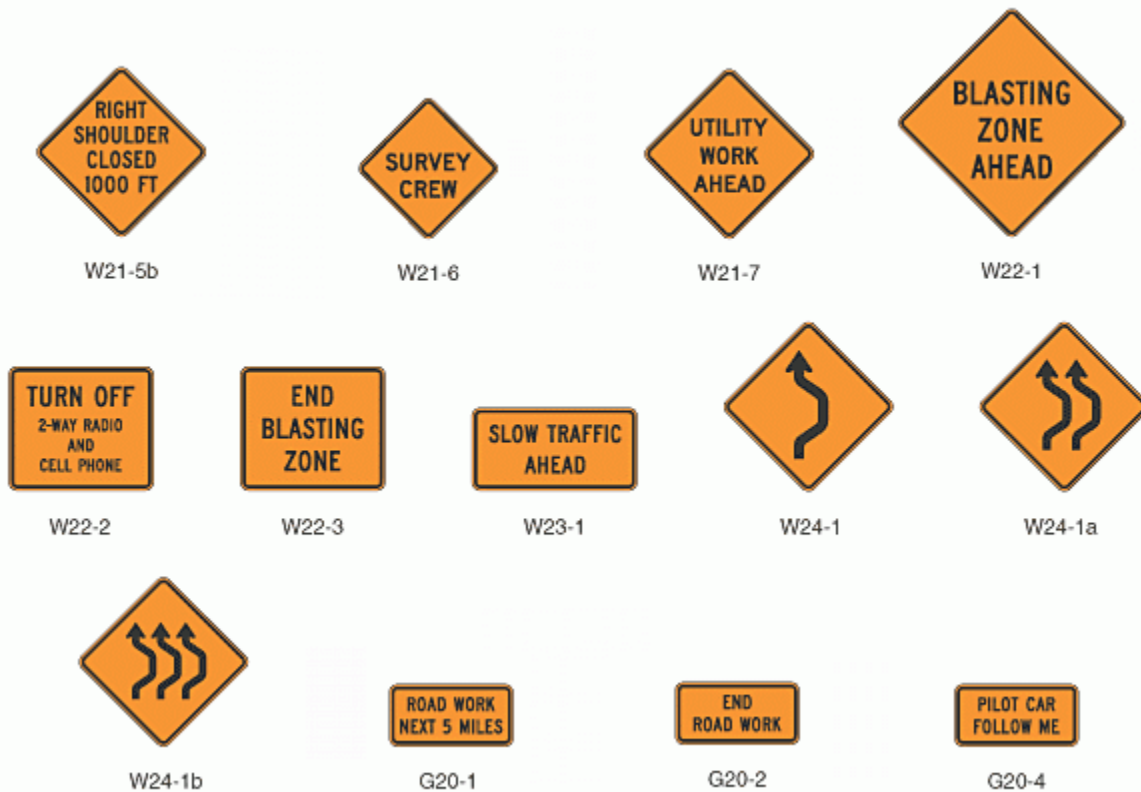 RIGHT
SHOULDER
CLOSED
1000 FT
W21-5b
SURVEY
CREW
W21-6
UTILITY
WORK
AHEAD
W21-7
BLASTING
ZONE
AHEAD
W22-1
TURN OFF
2-WAY RADIO
AND
CELL PHONE
W22-2
END
BLASTING
ZONE
W22-3
SLOW TRAFFIC
AHEAD
W23-1
W24-1
W24-1a
W24-1b
ROAD WORK
NEXT 5 MILES
G20-1
END
ROAD WORK
G20-2
PILOT CAR
FOLLOW ME
G20-4